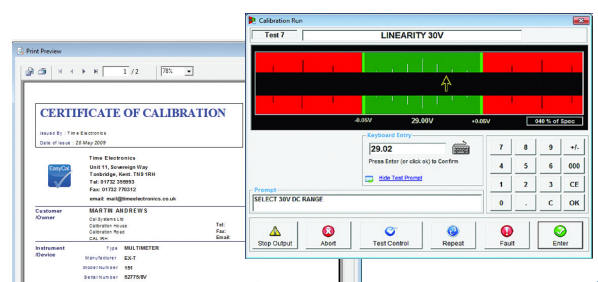 Print Preview
1 / 2
78%
CERTIFICATE OF CALIBRATION
Issued By : Time Electronics
Date of Issue : 28 May 2009
EasyCal
Time Electronics
Unit 11, Sovereign Way
Tonbridge, Kent. TN9 1RH
Tel: 01732 355993
Fax: 01732 770312
email: mail@timeelectronics.co.uk
Customer
/Owner
MARTIN ANDREWS
Cal Systems Ltd
Calibration House
Calibration Road
CAL 1RH
Tel:
Fax:
Email:
Instrument
/Device
Type MULTIMETER
Manufacturer EX-T
Model Number 191
Serial Number 52775/8V
Calibration Run
Test 7
LINEARITY 30V
-0.05V
29.00V
+0.05V
040 % of Spec
Keyboard Entry
29.02
Press Enter (or click ok) to Confirm
Hide Test Prompt
7 8 9 +/-
4 5 6 000
1 2 3 CE
0 . C OK
Prompt
SELECT 30V DC RANGE
Stop Output
Abort
Test Control
Repeat
Fault
Enter